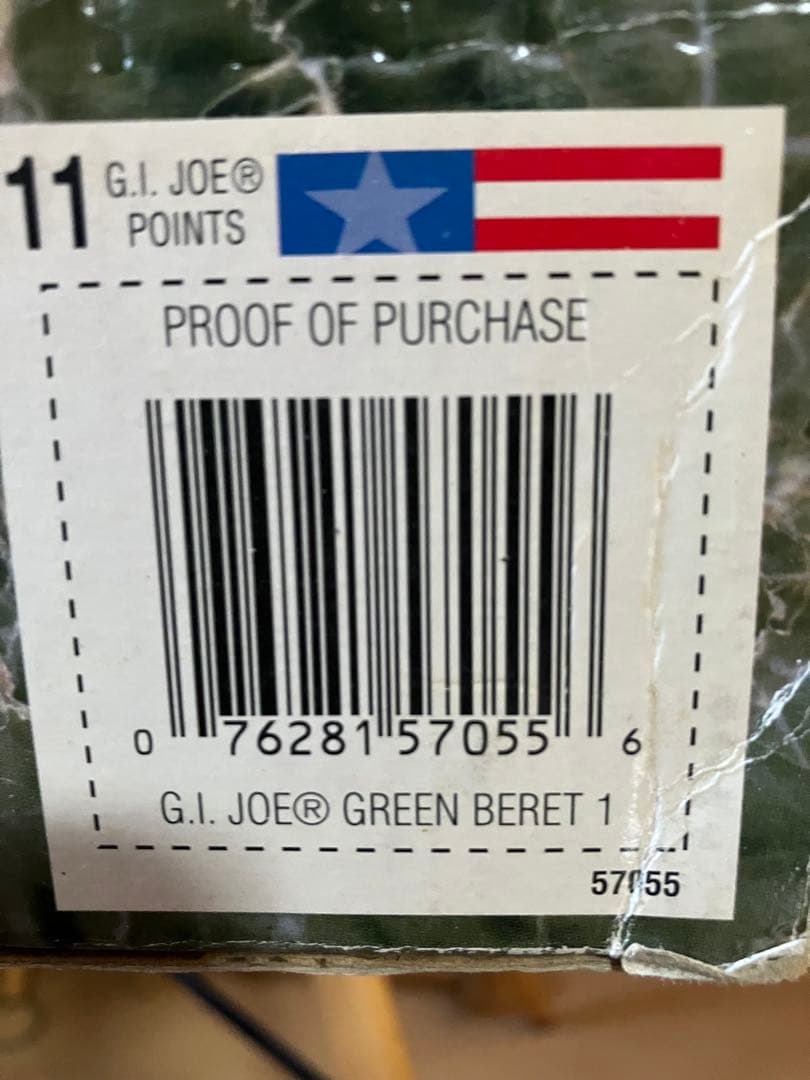 11 G.I. JOE®
POINTS
PROOF OF PURCHASE
0 76281 57055 6
G.I. JOE® GREEN BERET 1
57055